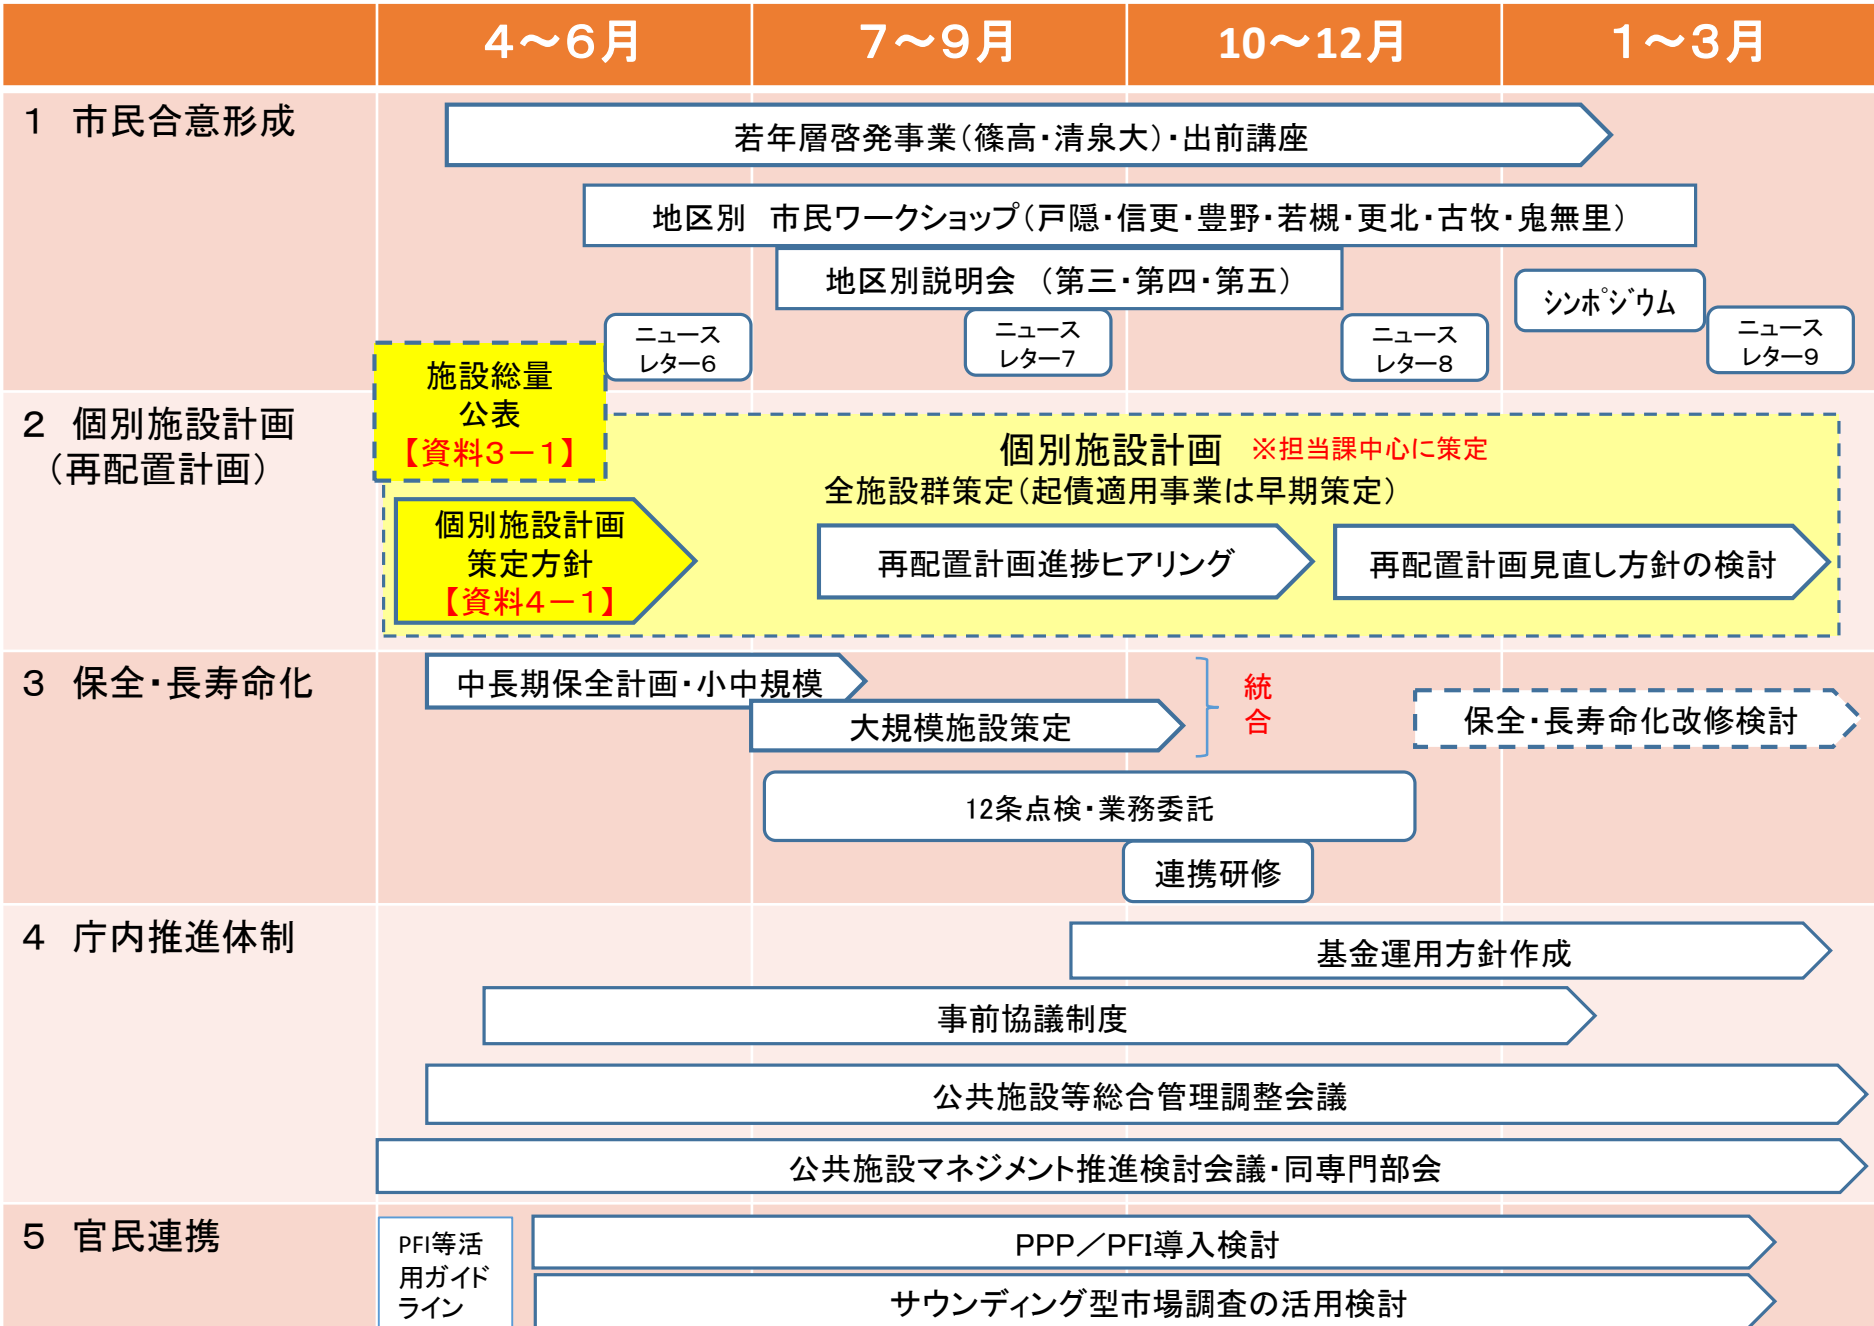 4～6月
7～9月
10～12月
1～3月
1 市民合意形成
若年層啓発事業(篠高・清泉大)・出前講座
地区別 市民ワークショップ(戸隠・信更・豊野・若槻・更北・古牧・鬼無里)
地区別説明会 (第三・第四・第五)
シンポジウム
ニュース
レター6
ニュース
レター7
ニュース
レター8
ニュース
レター9
施設総量
公表
【資料3－1】
2 個別施設計画
(再配置計画)
個別施設計画 ※担当課中心に策定
全施設群策定(起債適用事業は早期策定)
個別施設計画
策定方針
【資料4－1】
再配置計画進捗ヒアリング
再配置計画見直し方針の検討
3 保全・長寿命化
中長期保全計画・小中規模
大規模施設策定
統
合
保全・長寿命化改修検討
12条点検・業務委託
連携研修
4 庁内推進体制
基金運用方針作成
事前協議制度
公共施設等総合管理調整会議
公共施設マネジメント推進検討会議・同専門部会
5 官民連携
PFI等活
用ガイド
ライン
PPP／PFI導入検討
サウンディング型市場調査の活用検討